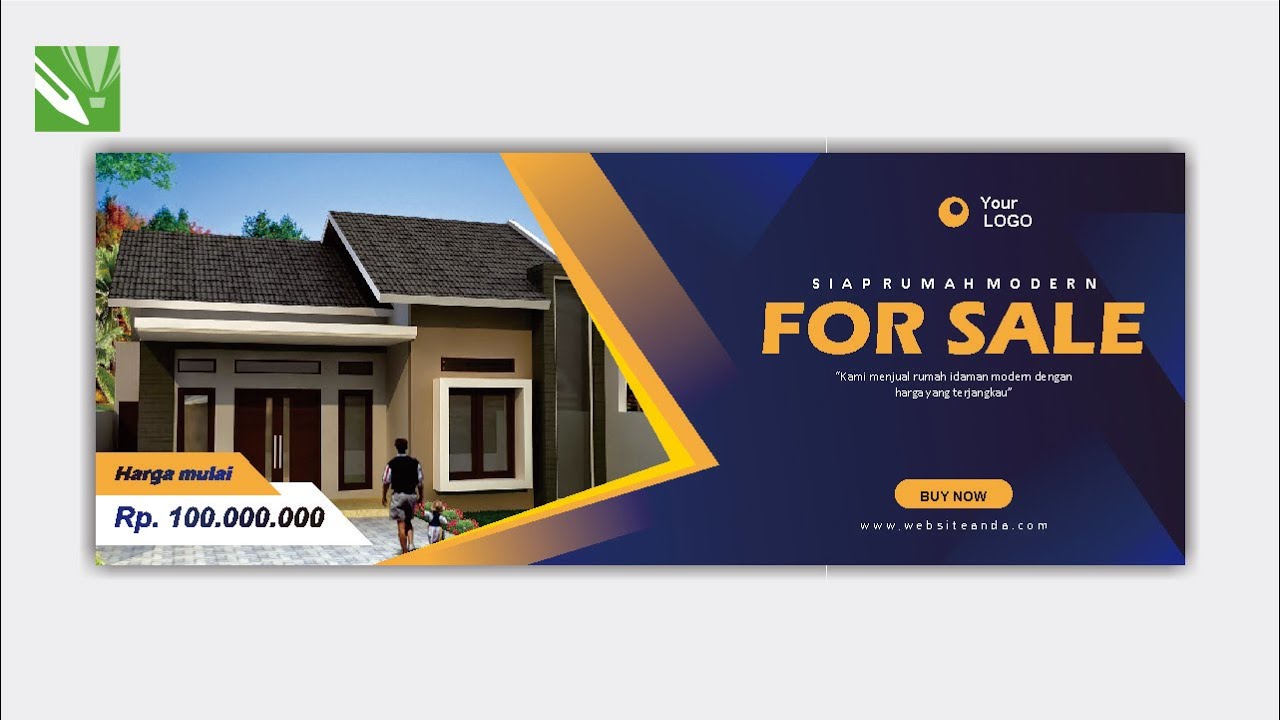 Your
LOGO
SIAP RUMAH MODERN
FOR SALE
"Kami menjual rumah idaman modern dengan
harga yang terjangkau"
Harga mulai
Rp. 100.000.000
BUY NOW
www.websiteanda.com